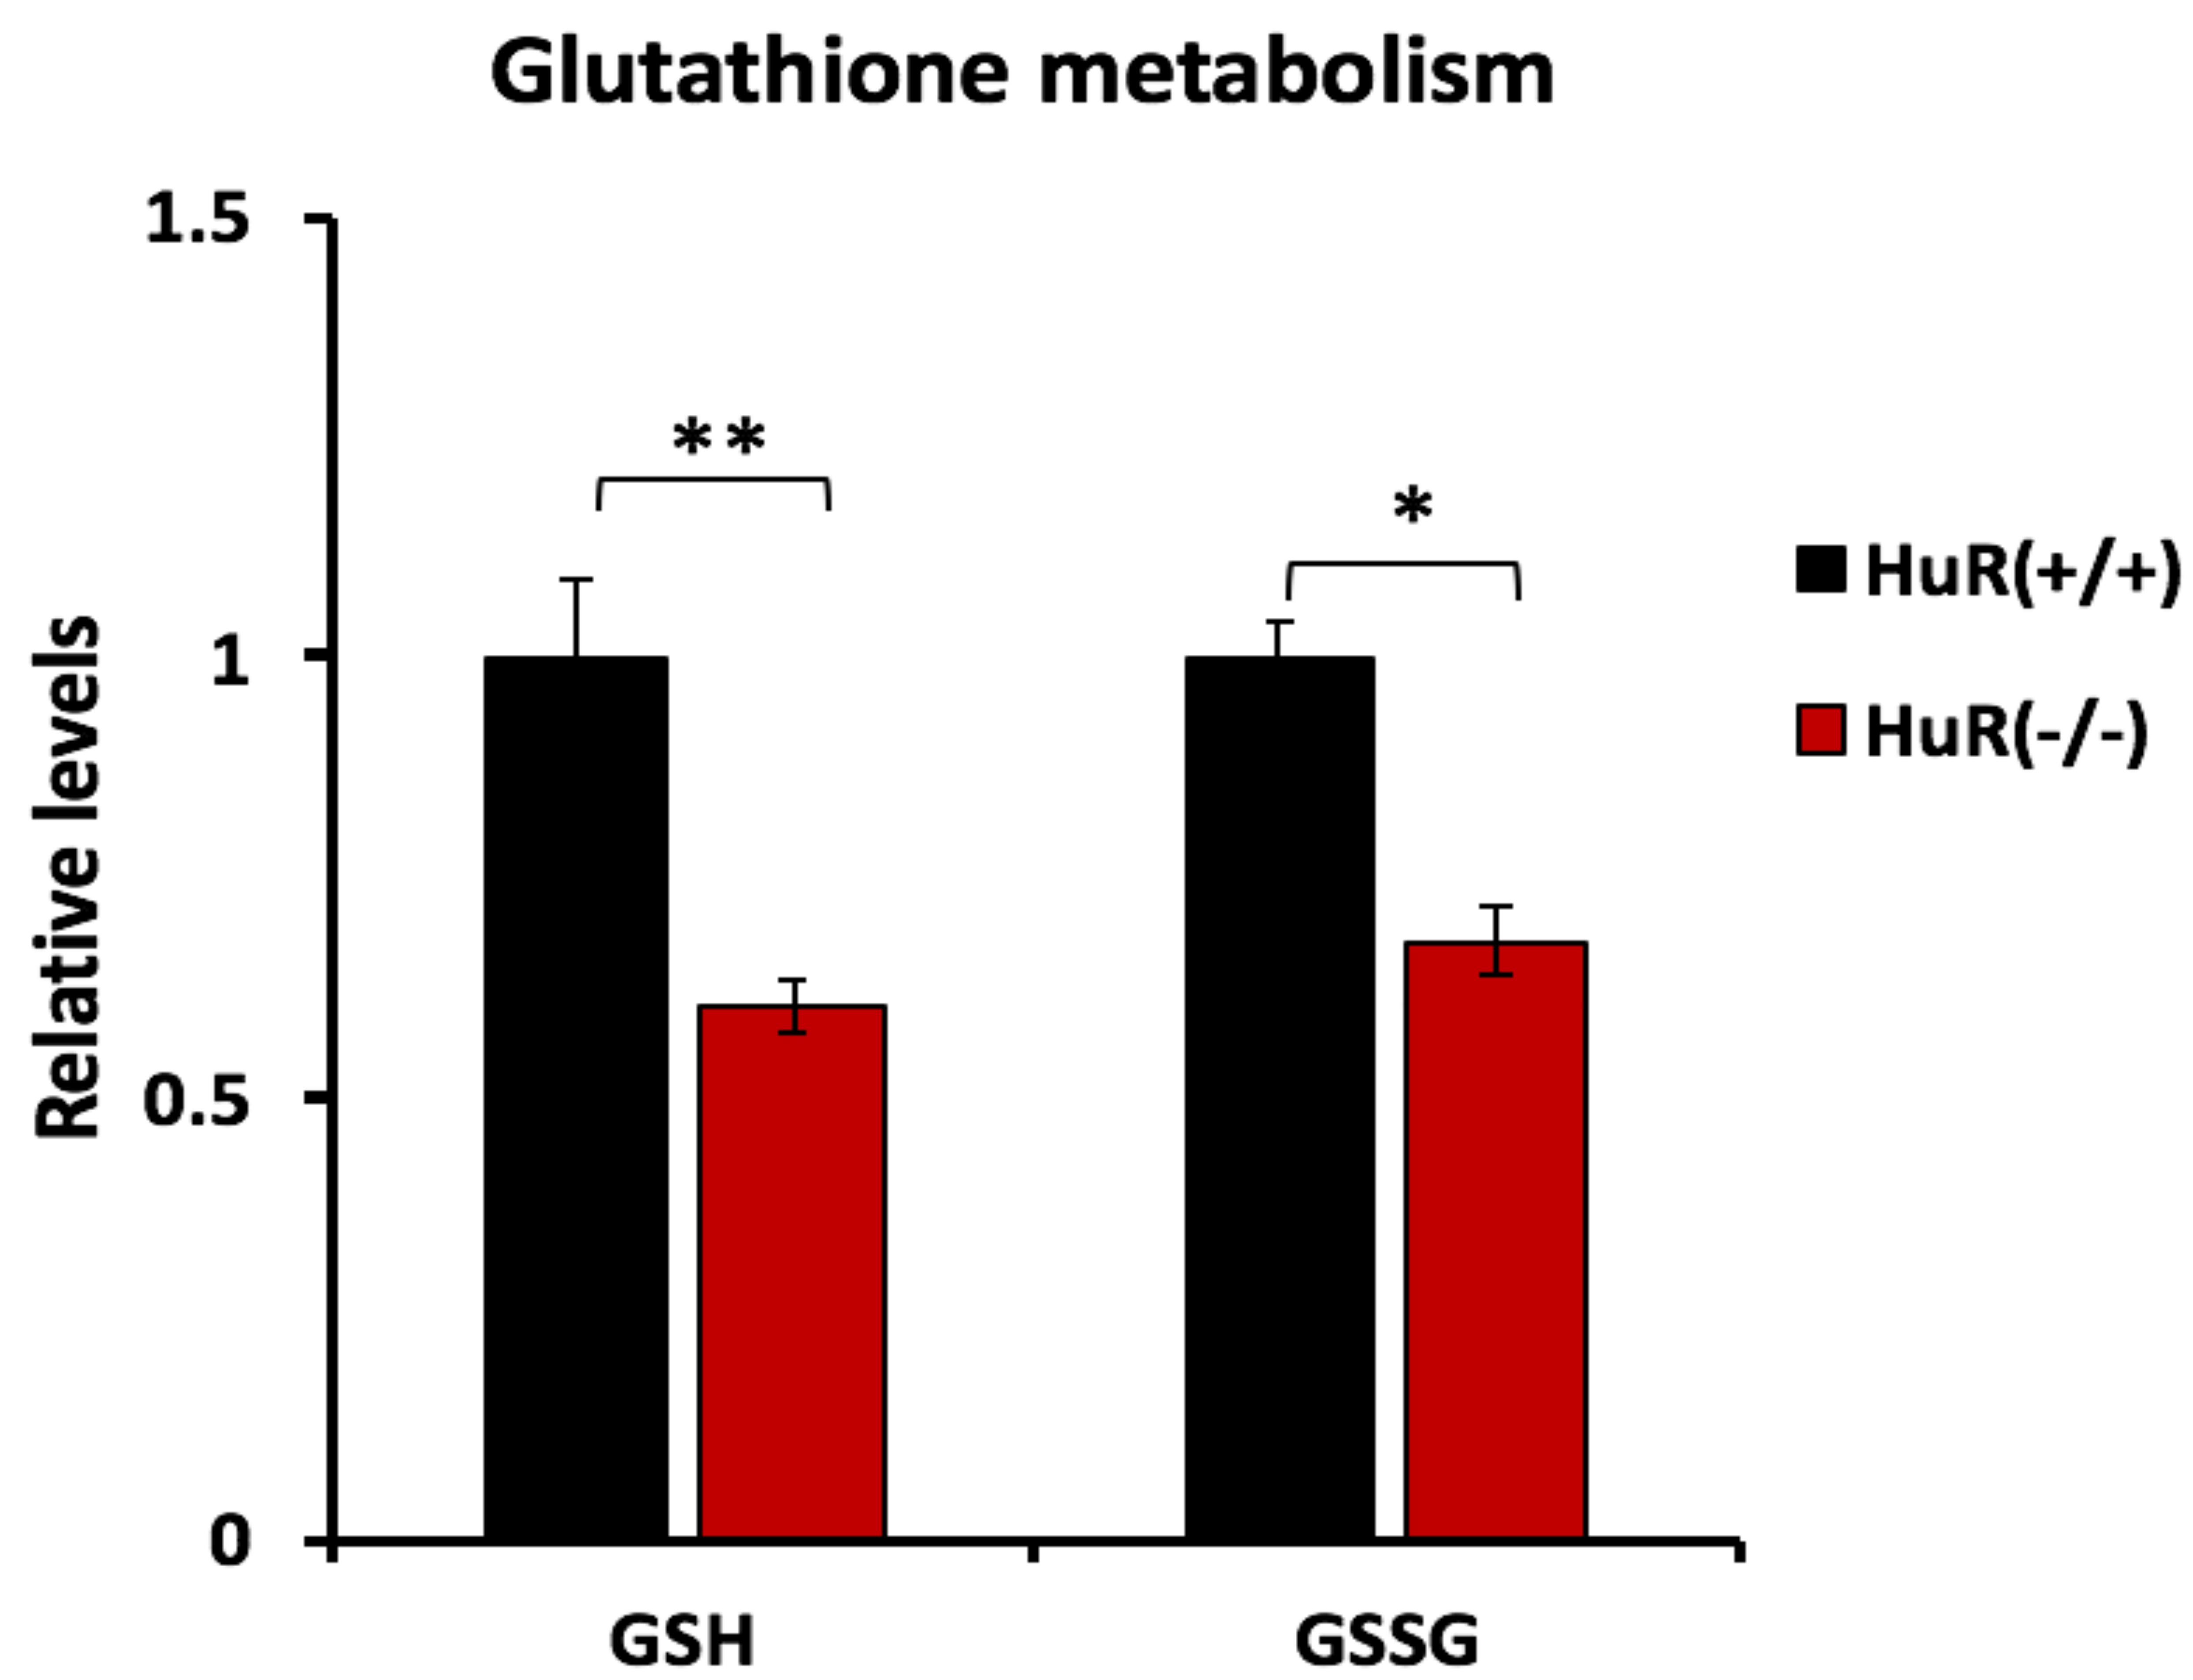 Glutathione metabolism
Relative levels
1.5
1
0.5
0
**
*
GSH
GSSG
HuR(+/+)
HuR(-/-)